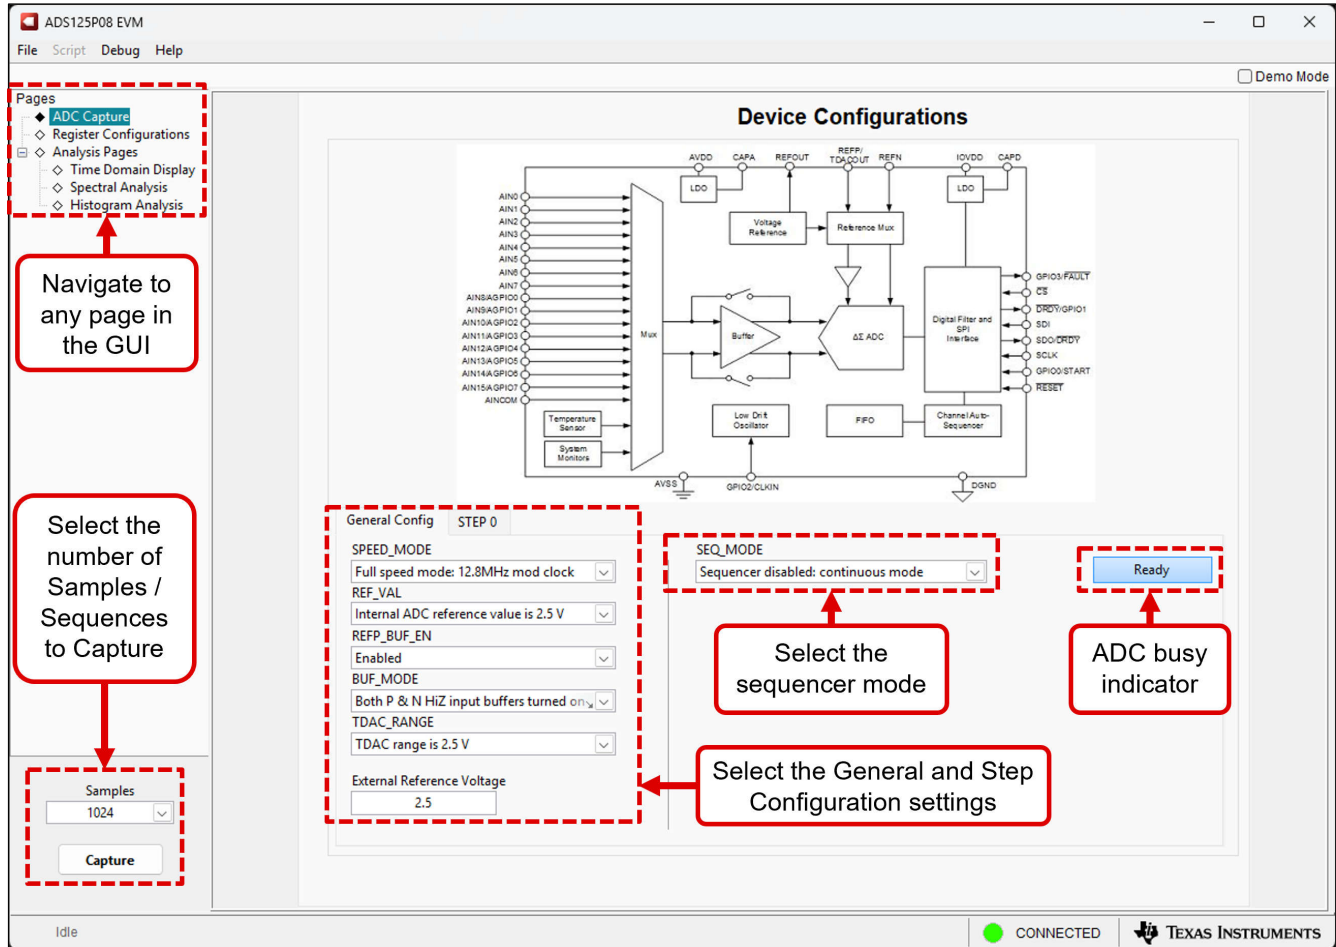 ADS125P08 EVM
File Script Debug Help
Demo Mode
Pages
ADC Capture
Register Configurations
Analysis Pages
Time Domain Display
Spectral Analysis
Histogram Analysis
Navigate to
any page in
the GUI
Select the
number of
Samples /
Sequences
to Capture
Samples
1024
Capture
Device Configurations
AVDD CAPA REFOUT REFP/
TDACOUT REFN IOVDD CAPD
LDO
LDO
Voltage
Reference
Reference Mux
AIN0
AIN1
AIN2
AIN3
AIN4
AIN5
AIN6
AIN7
AIN8/AGPIO0
AIN9/AGPIO1
AIN10/AGPIO2
AIN11/AGPIO3
AIN12/AGPIO4
AIN13/AGPIO5
AIN14/AGPIO6
AIN15/AGPIO7
AINCOM
Mux
Buffer
ΔΣ ADC
Digital Filter and
SPI
Interface
GPIO3/FAULT
CS
DRDY/GPIO1
SDI
SDO/DRDY
SCLK
GPIO0/START
RESET
Temperature
Sensor
System
Monitors
Low Drift
Oscillator
FIFO
Channel Auto-
Sequencer
AVSS
GPIO2/CLKIN
DGND
General Config STEP 0
SPEED_MODE
Full speed mode: 12.8MHz mod clock
REF_VAL
Internal ADC reference value is 2.5 V
REFP_BUF_EN
Enabled
BUF_MODE
Both P & N HiZ input buffers turned on
TDAC_RANGE
TDAC range is 2.5 V
External Reference Voltage
2.5
SEQ_MODE
Sequencer disabled: continuous mode
Ready
Select the
sequencer mode
ADC busy
indicator
Select the General and Step
Configuration settings
Idle
CONNECTED
TEXAS INSTRUMENTS